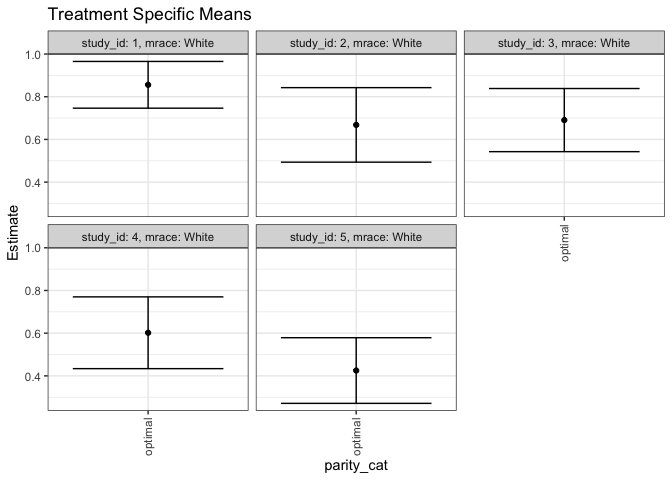 Treatment Specific Means
study_id: 1, mrace: White
study_id: 2, mrace: White
study_id: 3, mrace: White
1.0
0.8
0.6
0.4
optimal
Estimate
study_id: 4, mrace: White
study_id: 5, mrace: White
1.0
0.8
0.6
0.4
optimal
optimal
parity_cat